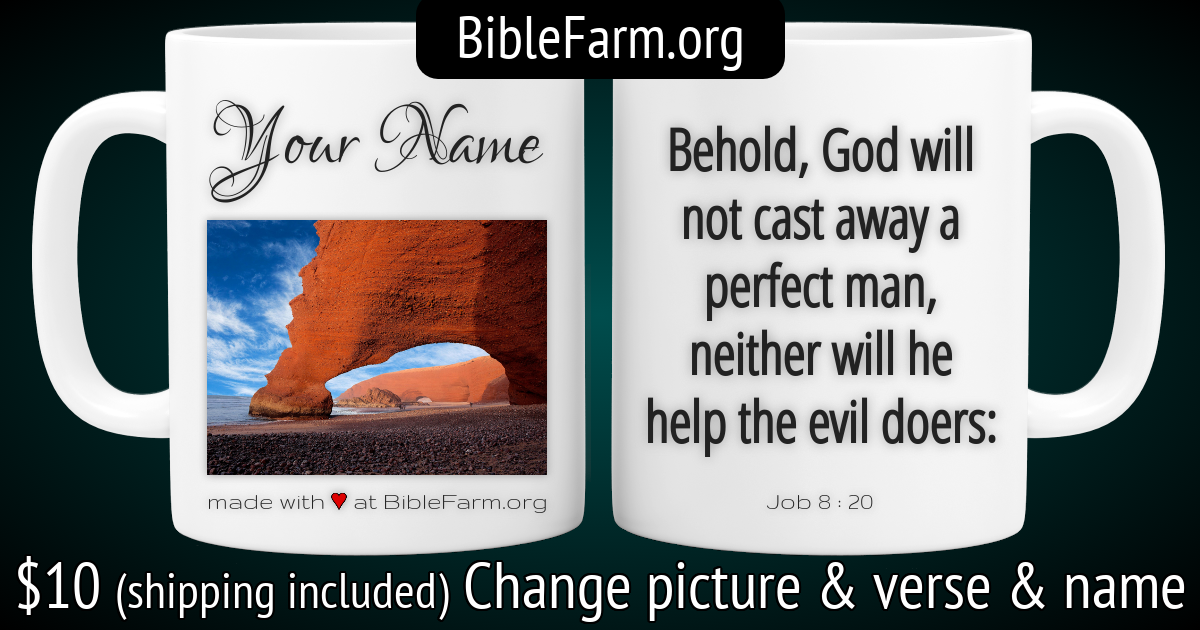 BibleFarm.org
Your Name
made with ♥ at BibleFarm.org
Behold, God will
not cast away a
perfect man,
neither will he
help the evil doers:
Job 8 : 20
$10 (shipping included) Change picture & verse & name